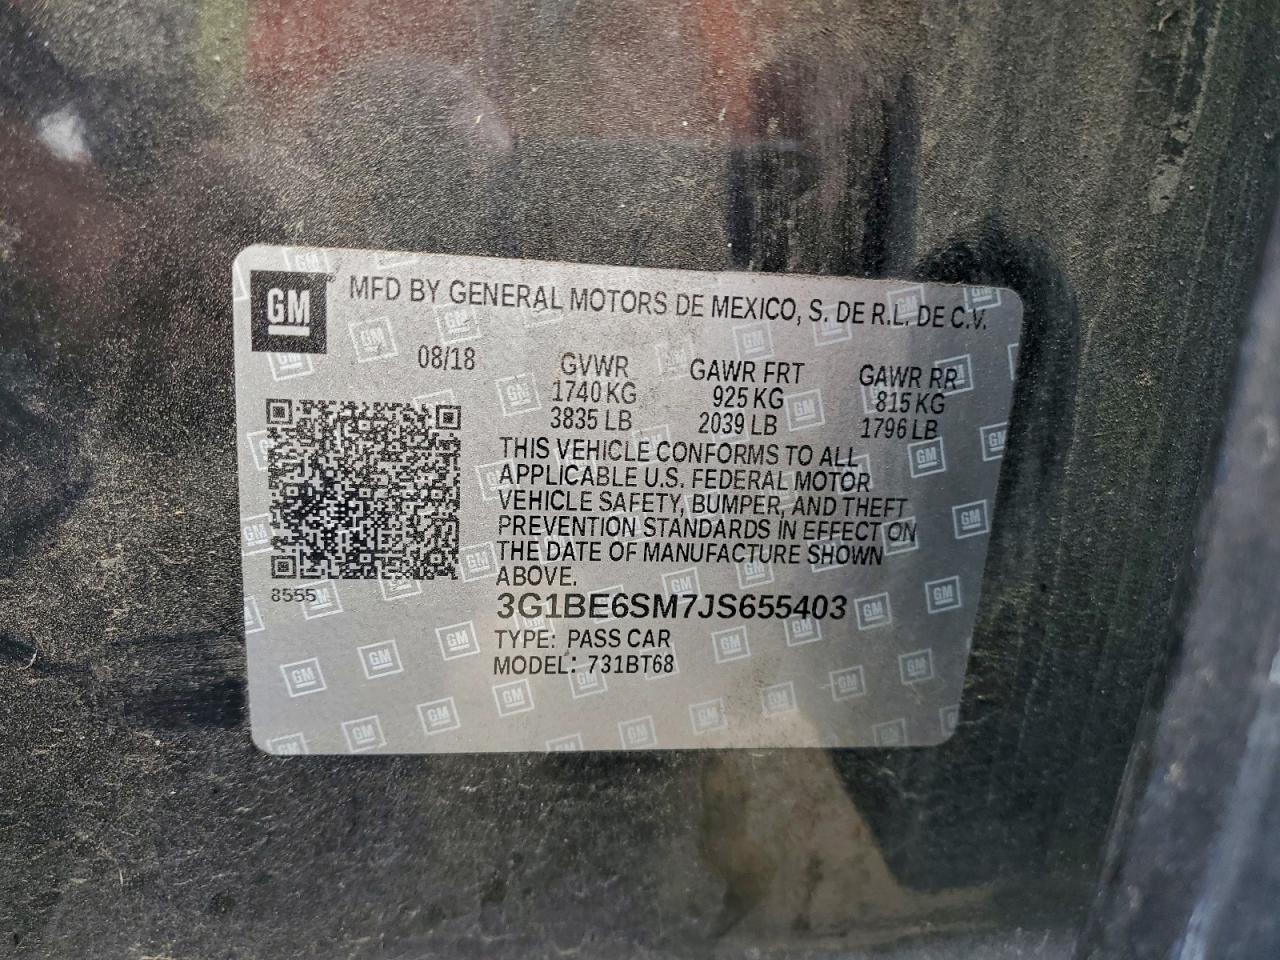 GM
MFD BY GENERAL MOTORS DE MEXICO, S. DE R.L. DE C.V.
08/18 GVWR GAWR FRT GAWR RR
1740 KG 925 KG 815 KG
3835 LB 2039 LB 1796 LB
THIS VEHICLE CONFORMS TO ALL
APPLICABLE U.S. FEDERAL MOTOR
VEHICLE SAFETY, BUMPER, AND THEFT
PREVENTION STANDARDS IN EFFECT ON
THE DATE OF MANUFACTURE SHOWN
ABOVE.
8555
3G1BE6SM7JS655403
TYPE: PASS CAR
MODEL: 731BT68